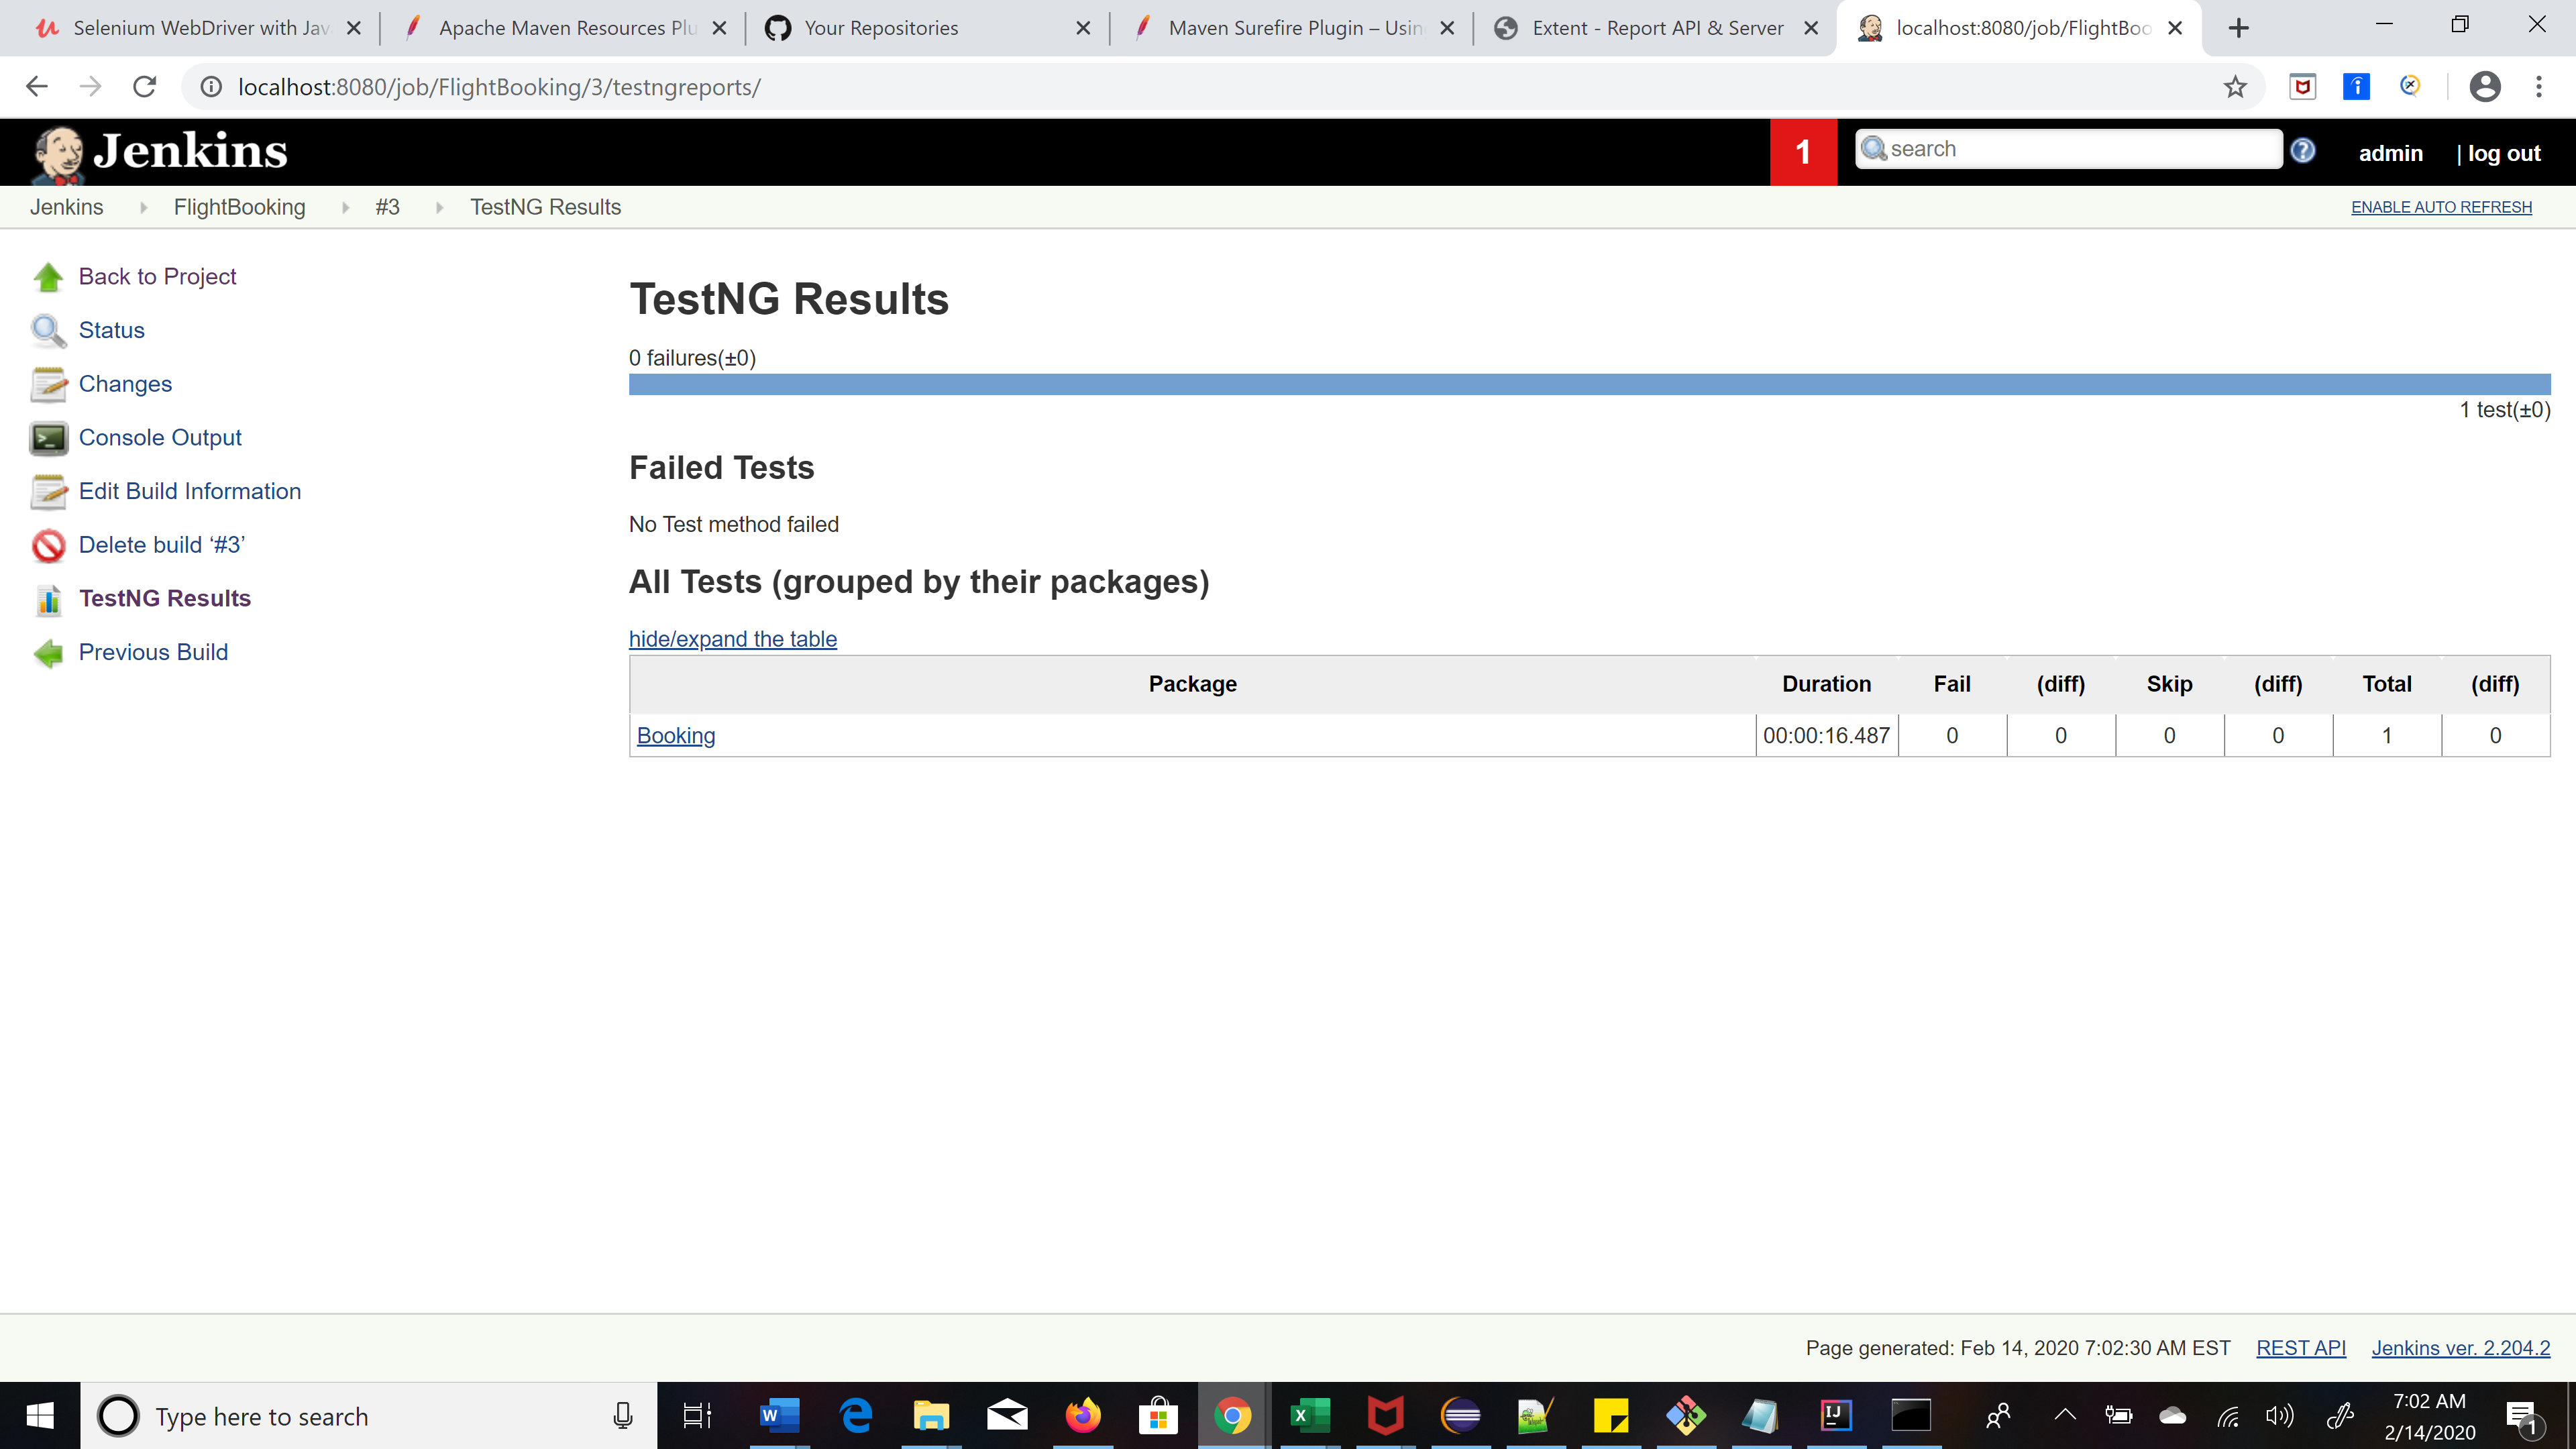 Selenium WebDriver with Jav
Apache Maven Resources Plu
Your Repositories
Maven Surefire Plugin – Usin
Extent - Report API & Server
localhost:8080/job/FlightBoo
localhost:8080/job/FlightBooking/3/testngreports/
Jenkins
1
search
admin
| log out
Jenkins
FlightBooking
#3
TestNG Results
ENABLE AUTO REFRESH
Back to Project
Status
Changes
Console Output
Edit Build Information
Delete build ‘#3’
TestNG Results
Previous Build
TestNG Results
0 failures(±0)
1 test(±0)
Failed Tests
No Test method failed
All Tests (grouped by their packages)
hide/expand the table
Package Duration Fail (diff) Skip (diff) Total (diff)
Booking 00:00:16.487 0 0 0 0 1 0
Page generated: Feb 14, 2020 7:02:30 AM EST REST API Jenkins ver. 2.204.2
Type here to search
7:02 AM
2/14/2020
1